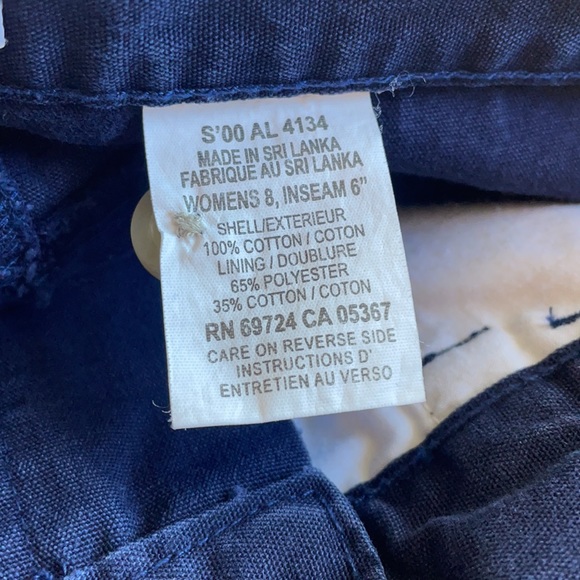 S'00 AL 4134
MADE IN SRI LANKA
FABRIQUE AU SRI LANKA
WOMENS 8, INSEAM 6"
SHELL/EXTERIEUR
100% COTTON / COTON
LINING / DOUBLURE
65% POLYESTER
35% COTTON / COTON
RN 69724 CA 05367
CARE ON REVERSE SIDE
INSTRUCTIONS D'
ENTRETIEN AU VERSO